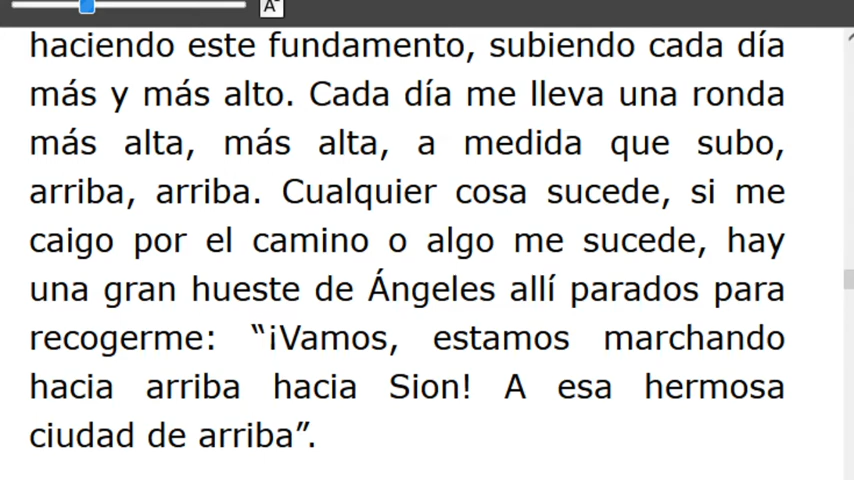 A
haciendo este fundamento, subiendo cada día
más y más alto. Cada día me lleva una ronda
más alta, más alta, a medida que subo,
arriba, arriba. Cualquier cosa sucede, si me
caigo por el camino o algo me sucede, hay
una gran hueste de Ángeles allí parados para
recogerme: “¡Vamos, estamos marchando
hacia arriba hacia Sion! A esa hermosa
ciudad de arriba”.